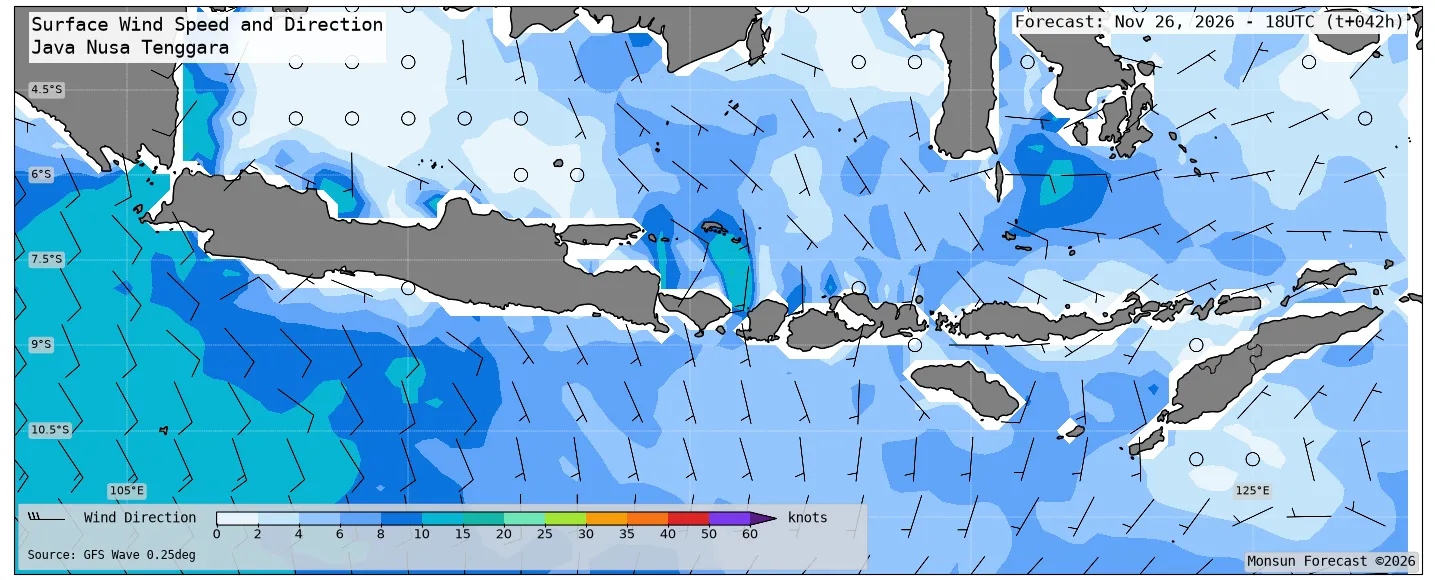 Surface Wind Speed and Direction
Java Nusa Tenggara
Forecast: Nov 26, 2026 - 18UTC (t+042h)
4.5°S
6°S
7.5°S
9°S
10.5°S
105°E
125°E
Wind Direction
0 2 4 6 8 10 15 20 25 30 35 40 50 60
knots
Source: GFS Wave 0.25deg
Monsun Forecast ©2026